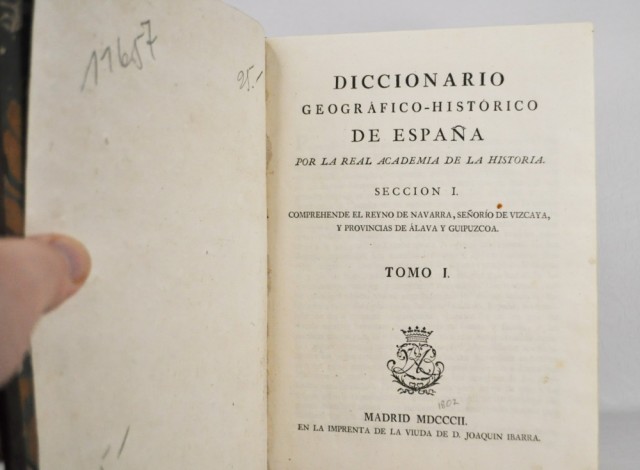 11657
25.-
DICCIONARIO
GEOGRÁFICO-HISTÓRICO
DE ESPAÑA
POR LA REAL ACADEMIA DE LA HISTORIA.
SECCION I.
COMPREHENDE EL REYNO DE NAVARRA, SEÑORÍO DE VIZCAYA,
Y PROVINCIAS DE ÁLAVA Y GUIPUZCOA.
TOMO I.
1802
MADRID MDCCCII.
EN LA IMPRENTA DE LA VIUDA DE D. JOAQUIN IBARRA.